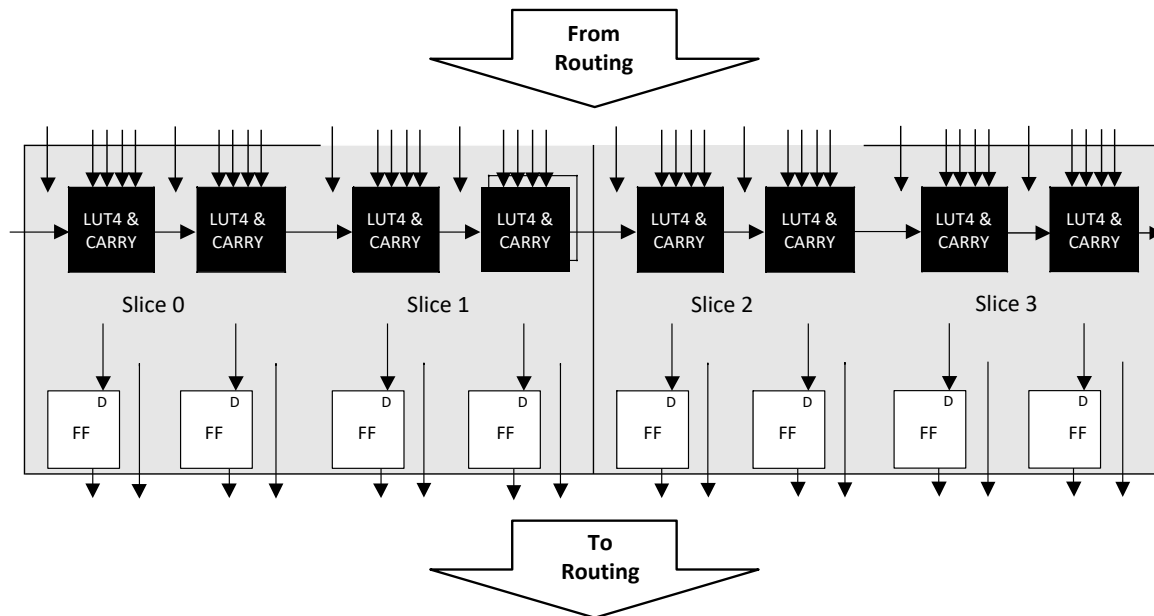 From
Routing
LUT4 &
CARRY
LUT4 &
CARRY
LUT4 &
CARRY
LUT4 &
CARRY
LUT4 &
CARRY
LUT4 &
CARRY
LUT4 &
CARRY
LUT4 &
CARRY
Slice 0
Slice 1
Slice 2
Slice 3
D
FF
D
FF
D
FF
D
FF
D
FF
D
FF
D
FF
D
FF
To
Routing